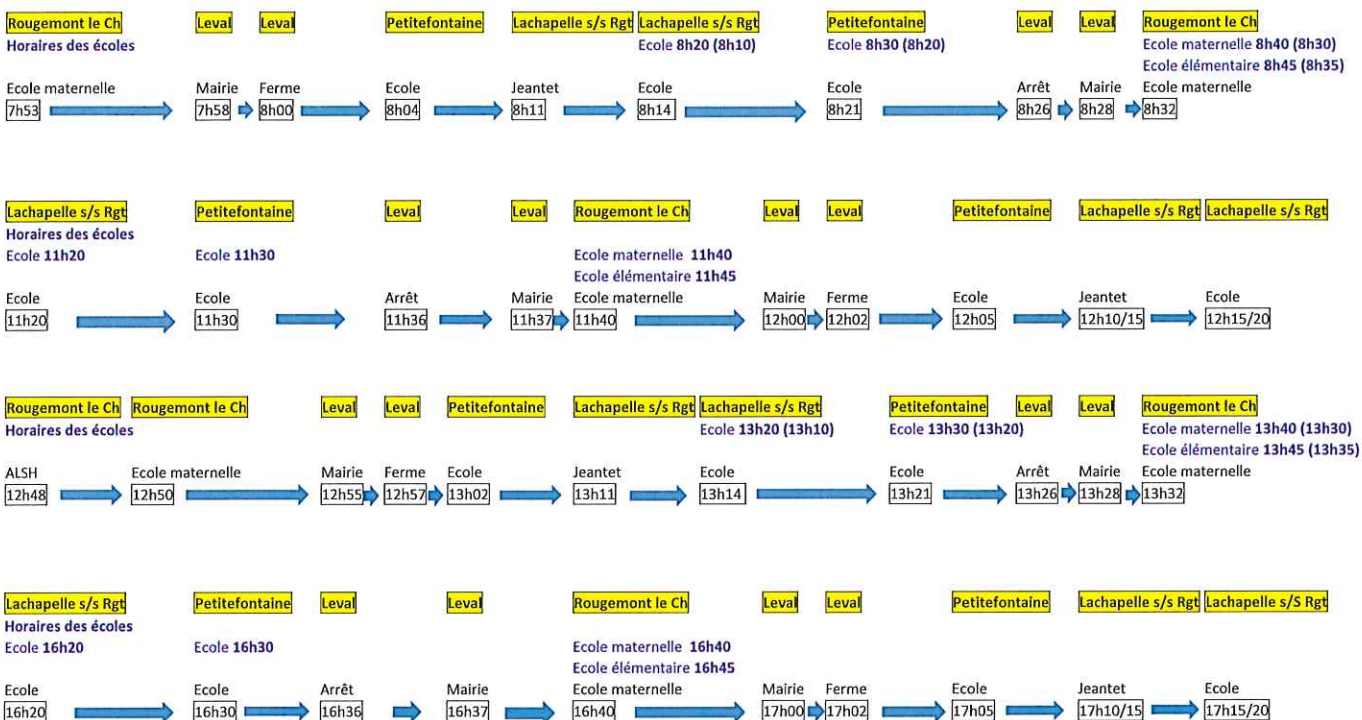 Rougemont le Ch Leval Leval Petitefontaine Lachapelle s/s Rgt Lachapelle s/s Rgt Petitefontaine Leval Leval Rougemont le Ch
Horaires des écoles Ecole 8h20 (8h10) Ecole 8h30 (8h20) Ecole maternelle 8h40 (8h30)
Ecole élémentaire 8h45 (8h35)
Ecole maternelle Mairie Ferme Ecole Jeantet Ecole Ecole Arrêt Mairie Ecole maternelle
7h53 7h58 8h00 8h04 8h11 8h14 8h21 8h26 8h28 8h32
Lachapelle s/s Rgt Petitefontaine Leval Leval Rougemont le Ch Leval Leval Petitefontaine Lachapelle s/s Rgt Lachapelle s/s Rgt
Horaires des écoles
Ecole 11h20 Ecole 11h30 Ecole maternelle 11h40
Ecole élémentaire 11h45
Ecole Ecole Arrêt Mairie Ecole maternelle Mairie Ferme Ecole Jeantet Ecole
11h20 11h30 11h36 11h37 11h40 12h00 12h02 12h05 12h10/15 12h15/20
Rougemont le Ch Rougemont le Ch Leval Leval Petitefontaine Lachapelle s/s Rgt Lachapelle s/s Rgt Petitefontaine Leval Leval Rougemont le Ch
Horaires des écoles Ecole 13h20 (13h10) Ecole 13h30 (13h20) Ecole maternelle 13h40 (13h30)
Ecole élémentaire 13h45 (13h35)
ALSH Ecole maternelle Mairie Ferme Ecole Jeantet Ecole Ecole Arrêt Mairie Ecole maternelle
12h48 12h50 12h55 12h57 13h02 13h11 13h14 13h21 13h26 13h28 13h32
Lachapelle s/s Rgt Petitefontaine Leval Leval Rougemont le Ch Leval Leval Petitefontaine Lachapelle s/s Rgt Lachapelle s/S Rgt
Horaires des écoles
Ecole 16h20 Ecole 16h30 Ecole maternelle 16h40
Ecole élémentaire 16h45
Ecole Ecole Arrêt Mairie Ecole maternelle Mairie Ferme Ecole Jeantet Ecole
16h20 16h30 16h36 16h37 16h40 17h00 17h02 17h05 17h10/15 17h15/20